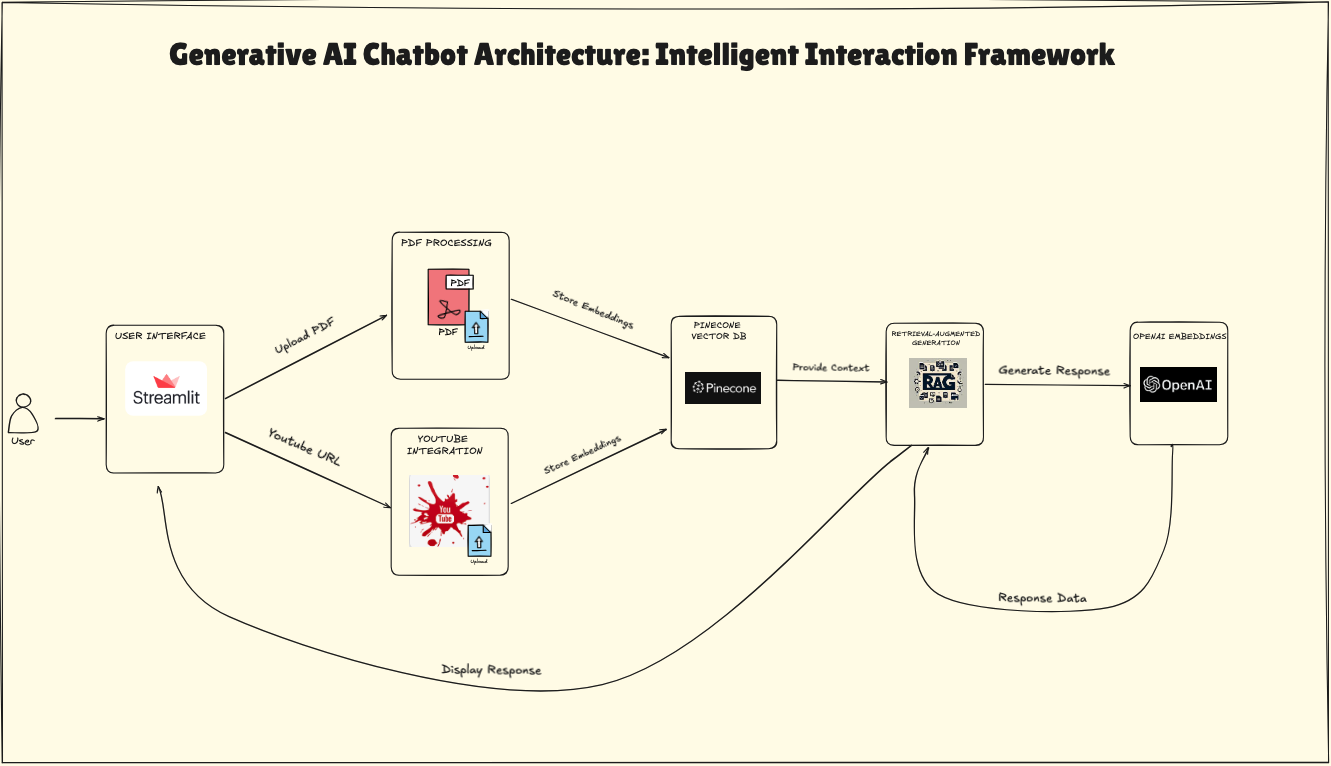 Generative AI Chatbot Architecture: Intelligent Interaction Framework
User
USER INTERFACE
Streamlit
Upload PDF
Youtube URL
PDF PROCESSING
PDF
PDF
Upload
YOUTUBE
INTEGRATION
You
Tube
Upload
Store Embeddings
Store Embeddings
PINECONE
VECTOR DB
Pinecone
Provide Context
RETRIEVAL-AUGMENTED
GENERATION
RAG
Generate Response
OPENAI EMBEDDINGS
OpenAI
Response Data
Display Response